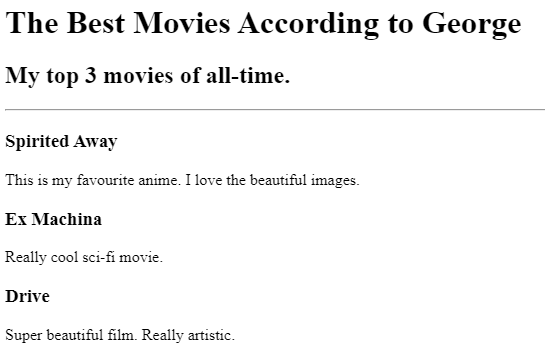 The Best Movies According to George
My top 3 movies of all-time.
Spirited Away
This is my favourite anime. I love the beautiful images.
Ex Machina
Really cool sci-fi movie.
Drive
Super beautiful film. Really artistic.